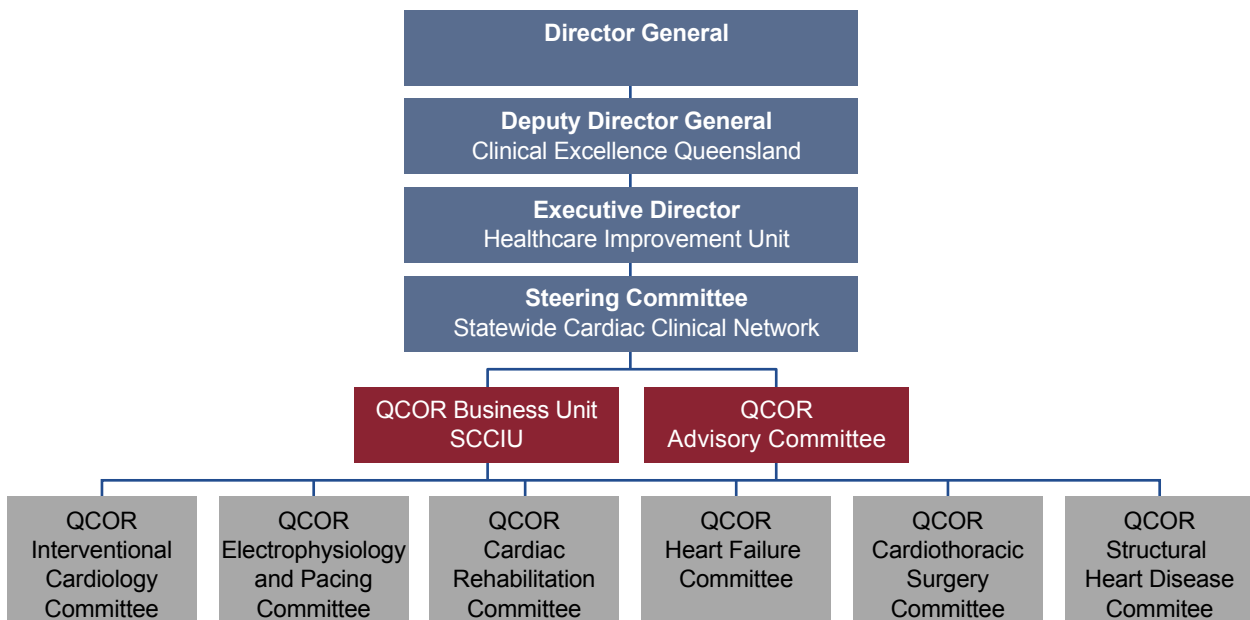 Director General
Deputy Director General
Clinical Excellence Queensland
Executive Director
Healthcare Improvement Unit
Steering Committee
Statewide Cardiac Clinical Network
QCOR Business Unit
SCCIU
QCOR
Advisory Committee
QCOR
Interventional
Cardiology
Committee
QCOR
Electrophysiology
and Pacing
Committee
QCOR
Cardiac
Rehabilitation
Committee
QCOR
Heart Failure
Committee
QCOR
Cardiothoracic
Surgery
Committee
QCOR
Structural
Heart Disease
Commitee